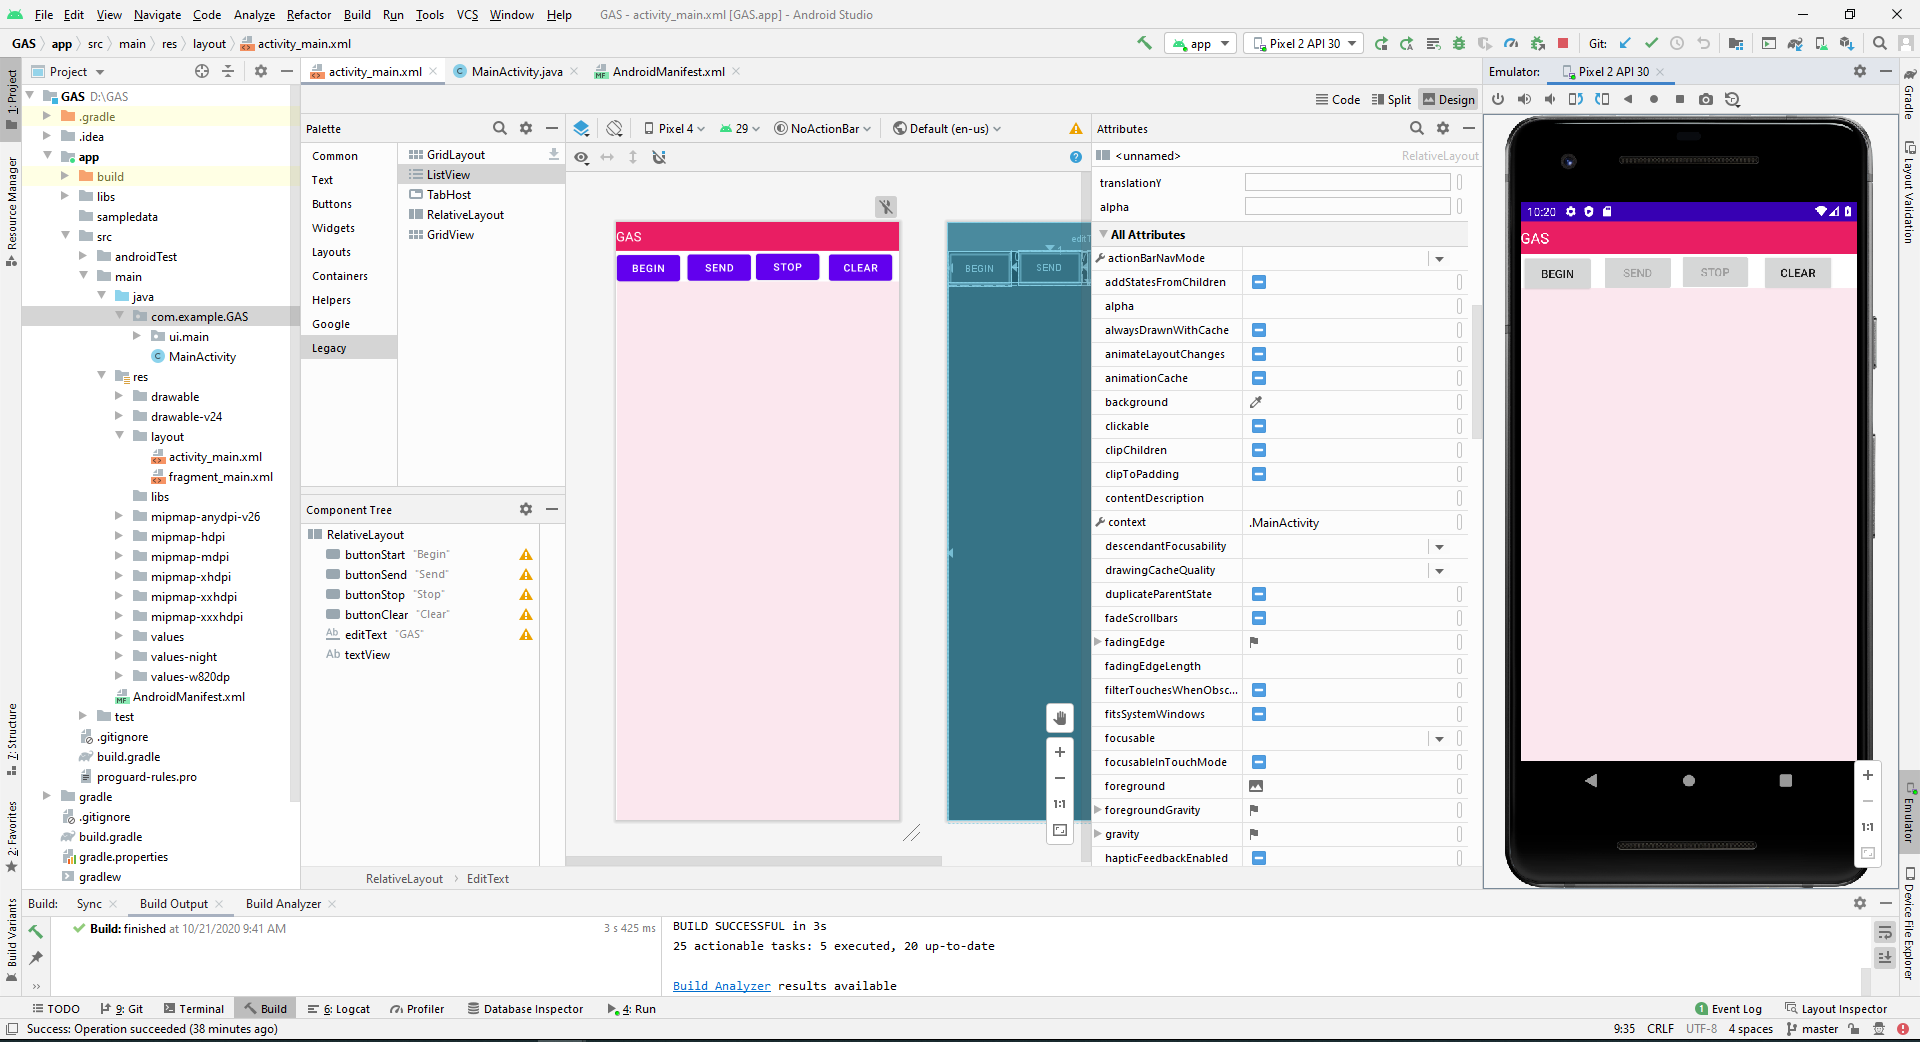 File Edit View Navigate Code Analyze Refactor Build Run Tools VCS Window Help GAS - activity_main.xml [GAS.app] - Android Studio
GAS app src main res layout activity_main.xml
app Pixel 2 API 30 Git:
Project
activity_main.xml MainActivity.java AndroidManifest.xml
Emulator: Pixel 2 API 30
Code Split Design
1: Project
Resource Manager
7: Structure
2: Favorites
Build Variants
GAS D:\GAS
.gradle
.idea
app
build
libs
sampledata
src
androidTest
main
java
com.example.GAS
ui.main
MainActivity
res
drawable
drawable-v24
layout
activity_main.xml
fragment_main.xml
libs
mipmap-anydpi-v26
mipmap-hdpi
mipmap-mdpi
mipmap-xhdpi
mipmap-xxhdpi
mipmap-xxxhdpi
values
values-night
values-w820dp
AndroidManifest.xml
test
.gitignore
build.gradle
proguard-rules.pro
gradle
.gitignore
build.gradle
gradle.properties
gradlew
Palette
Common
Text
Buttons
Widgets
Layouts
Containers
Helpers
Google
Legacy
GridLayout
ListView
TabHost
RelativeLayout
GridView
Component Tree
RelativeLayout
buttonStart "Begin"
buttonSend "Send"
buttonStop "Stop"
buttonClear "Clear"
Ab editText "GAS"
Ab textView
Pixel 4 29 NoActionBar Default (en-us)
GAS
BEGIN SEND STOP CLEAR
BEGIN SEND
1:1
RelativeLayout EditText
Attributes
<unnamed> RelativeLayout
translationY
alpha
All Attributes
actionBarNavMode
addStatesFromChildren
alpha
alwaysDrawnWithCache
animateLayoutChanges
animationCache
background
clickable
clipChildren
clipToPadding
contentDescription
context .MainActivity
descendantFocusability
drawingCacheQuality
duplicateParentState
fadeScrollbars
fadingEdge
fadingEdgeLength
filterTouchesWhenObsc...
fitsSystemWindows
focusable
focusableInTouchMode
foreground
foregroundGravity
gravity
hapticFeedbackEnabled
10:20
GAS
BEGIN SEND STOP CLEAR
1:1
Gradle
Layout Validation
Emulator
Device File Explorer
Build: Sync Build Output Build Analyzer
Build: finished at 10/21/2020 9:41 AM 3 s 425 ms
BUILD SUCCESSFUL in 3s
25 actionable tasks: 5 executed, 20 up-to-date
Build Analyzer results available
TODO 9: Git Terminal Build 6: Logcat Profiler Database Inspector 4: Run 1 Event Log Layout Inspector
Success: Operation succeeded (38 minutes ago) 9:35 CRLF UTF-8 4 spaces master